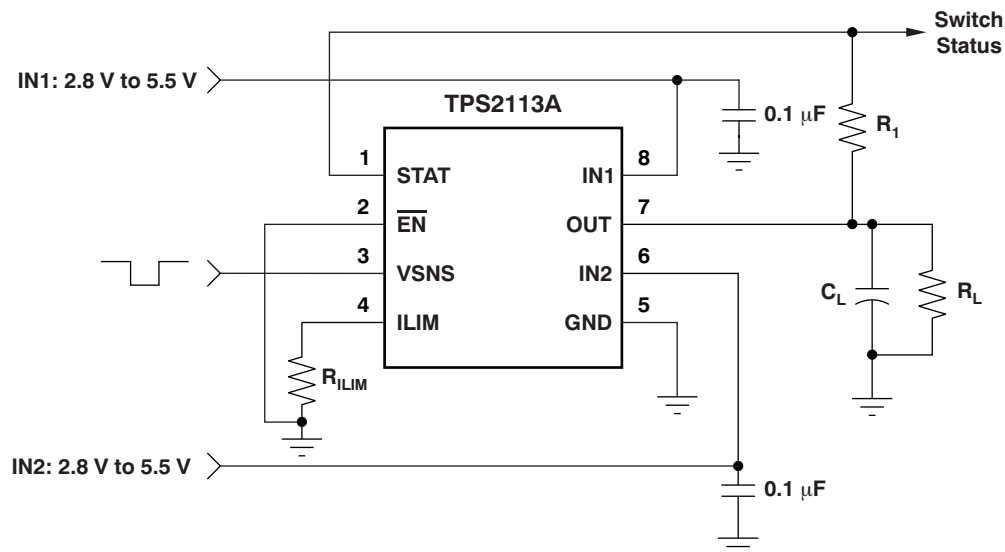 Switch
Status
IN1: 2.8 V to 5.5 V
TPS2113A
0.1 μF
R1
1
STAT
IN1
8
2
EN
OUT
7
3
VSNS
IN2
6
4
ILIM
GND
5
CL
RL
RILIM
IN2: 2.8 V to 5.5 V
0.1 μF